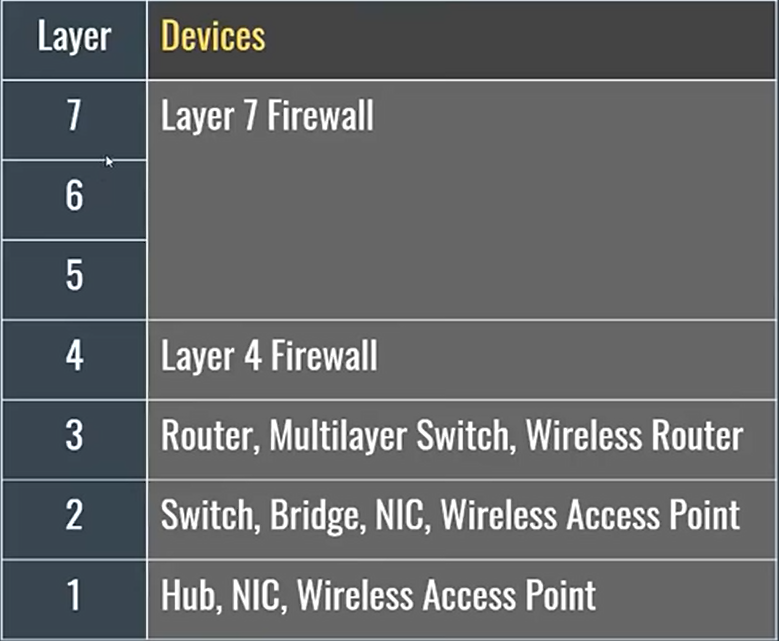 Layer Devices
7 Layer 7 Firewall
6
5
4 Layer 4 Firewall
3 Router, Multilayer Switch, Wireless Router
2 Switch, Bridge, NIC, Wireless Access Point
1 Hub, NIC, Wireless Access Point